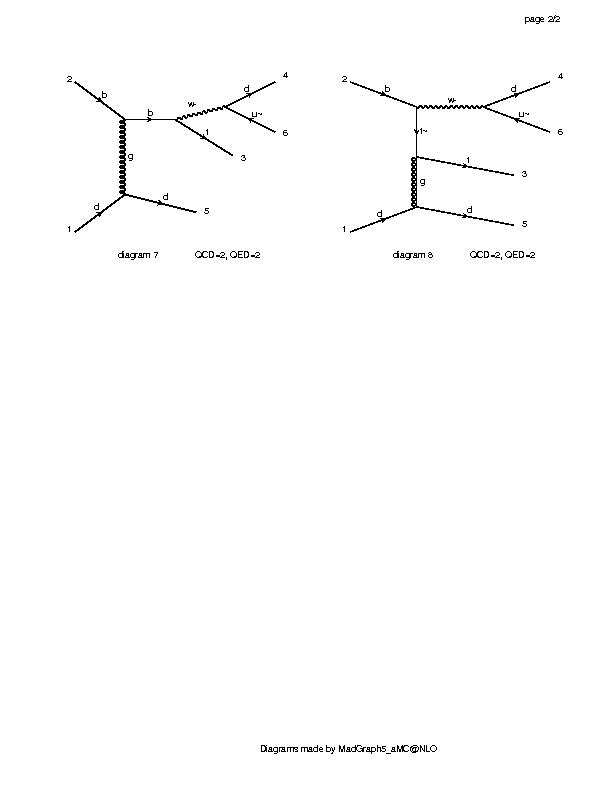 page 2/2
2
b
g
d
1
b
w-
d
4
u~
6
t
3
d
5
diagram 7 QCD=2, QED=2
2
b
w-
d
4
u~
6
t~
t
3
g
d
1
d
5
diagram 8 QCD=2, QED=2
Diagrams made by MadGraph5_aMC@NLO